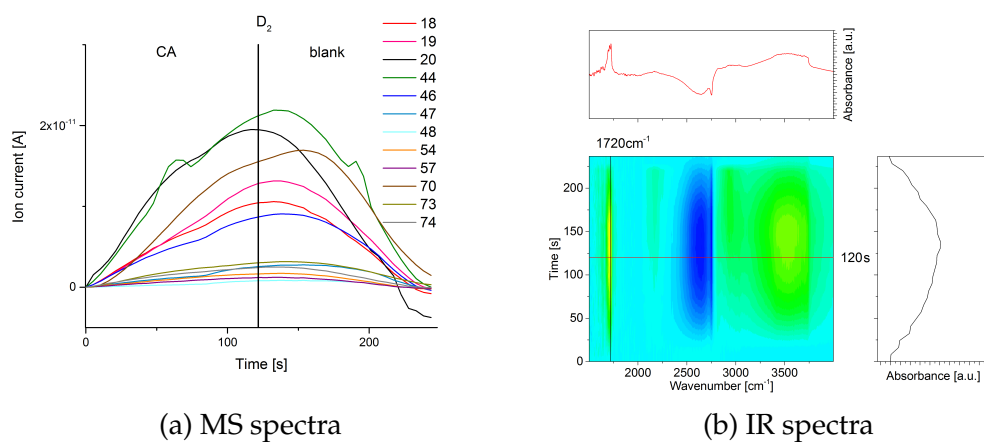 D2
CA
blank
18
19
20
44
46
47
48
54
57
70
73
74
2x10-11
0
Ion current [A]
0
100
200
Time [s]
(a) MS spectra
Absorbance [a.u.]
1720cm-1
200
150
100
50
0
Time [s]
120s
2000
2500
3000
3500
Wavenumber [cm-1]
Absorbance [a.u.]
(b) IR spectra